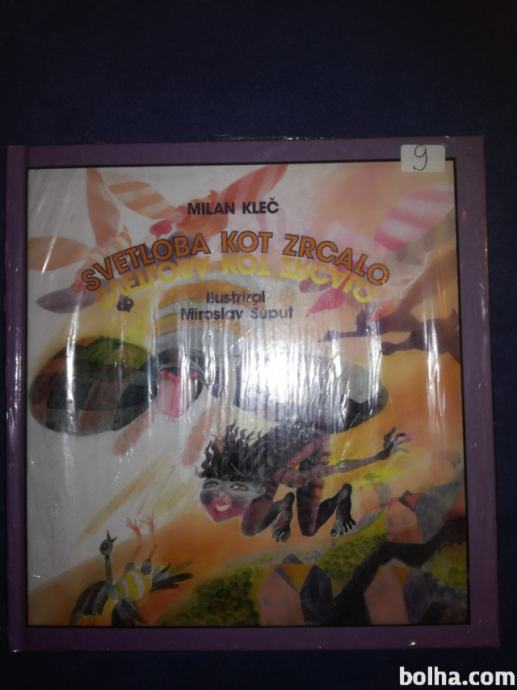 9
MILAN KLEČ
SVETLOBA KOT ZRCALO
SVETLOBA KOT ZRCALO
Ilustriral
Miroslav Šuput
bolha.com